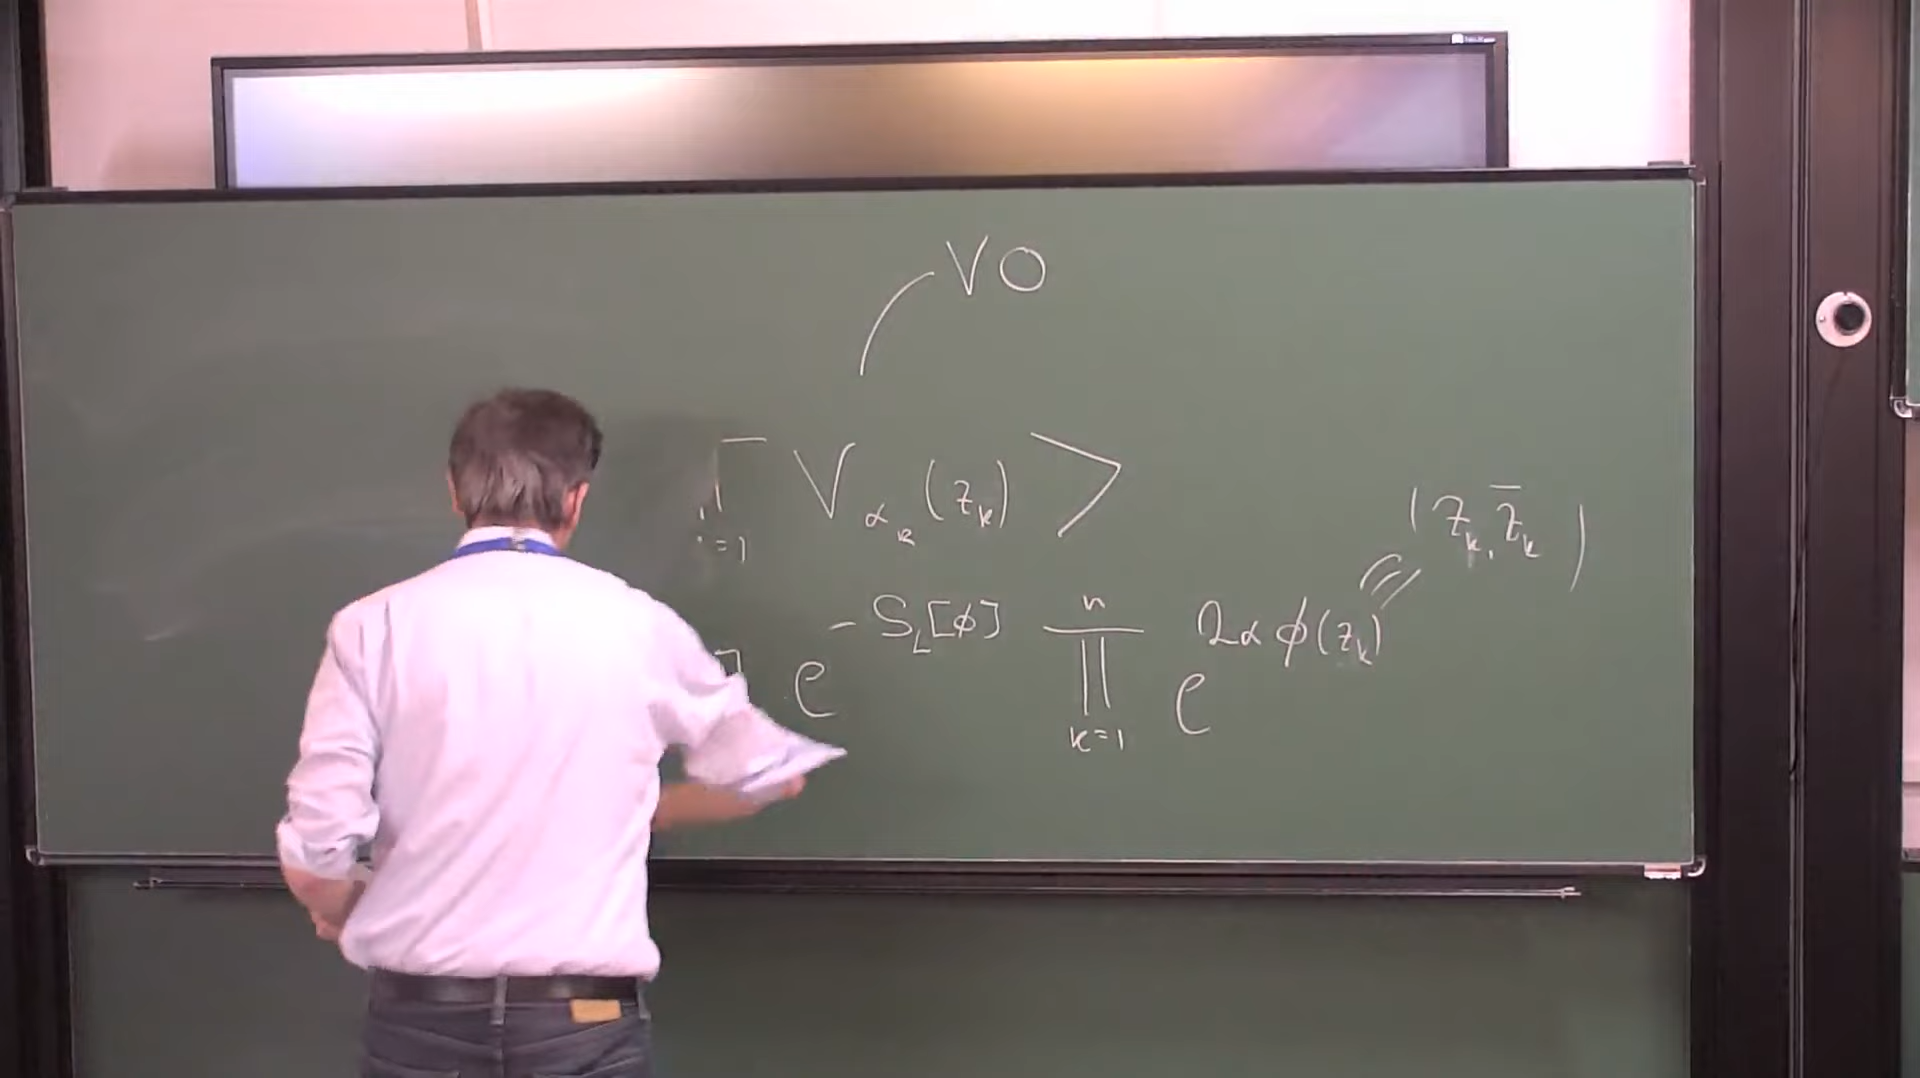 VO
i=1 V_{α_k}(z_k) >
(z_k, z̄_k)
] e^{-S_L[φ]} ∏_{k=1}^{n} e^{2α φ(z_k)}